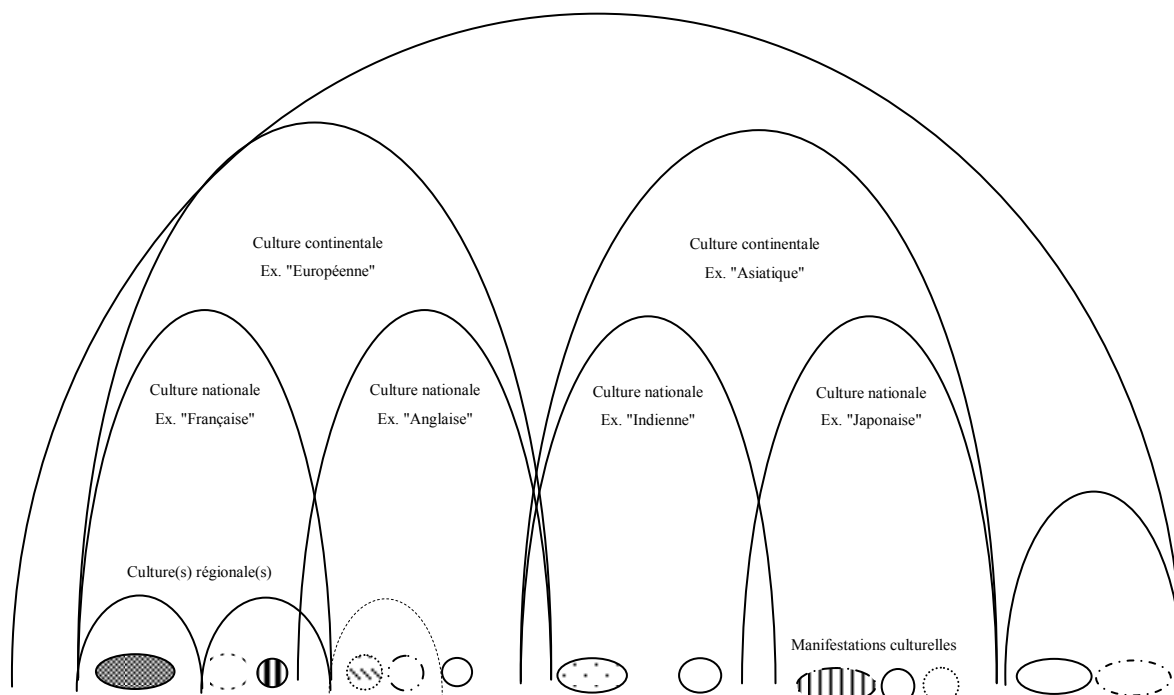 Culture continentale
Ex. "Européenne"
Culture continentale
Ex. "Asiatique"
Culture nationale
Ex. "Française"
Culture nationale
Ex. "Anglaise"
Culture nationale
Ex. "Indienne"
Culture nationale
Ex. "Japonaise"
Culture(s) régionale(s)
Manifestations culturelles